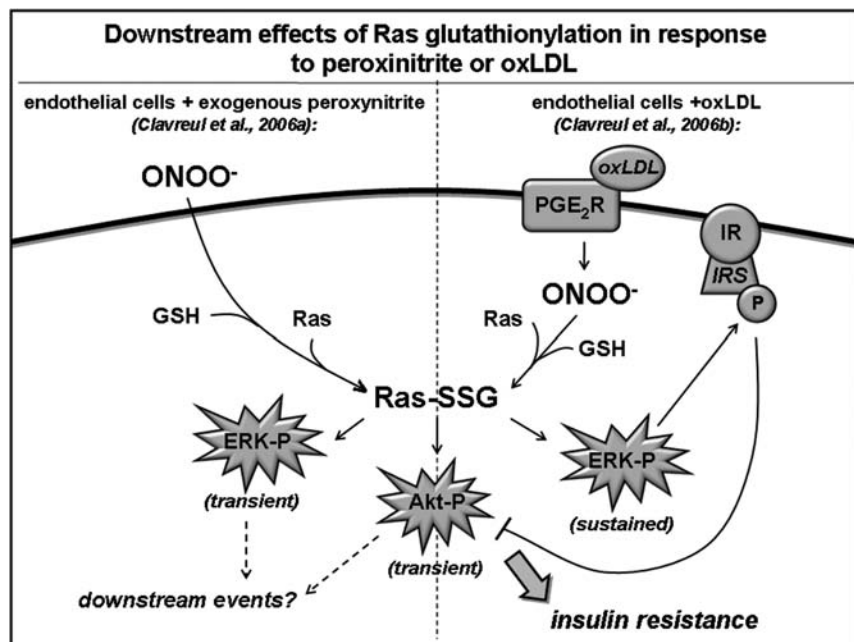 Downstream effects of Ras glutathionylation in response
to peroxinitrite or oxLDL
endothelial cells + exogenous peroxynitrite
(Clavreul et al., 2006a):
endothelial cells +oxLDL
(Clavreul et al., 2006b):
ONOO-
oxLDL
PGE2R
IR
IRS
P
ONOO-
GSH
Ras
Ras
GSH
Ras-SSG
ERK-P
(transient)
Akt-P
(transient)
ERK-P
(sustained)
downstream events?
insulin resistance